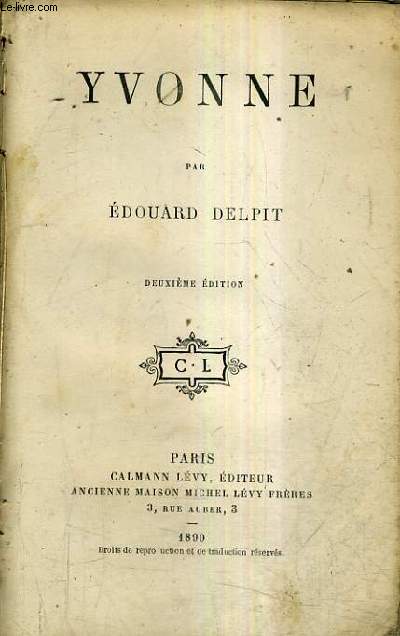 Le-livre.com
YVONNE
PAR
ÉDOUARD DELPIT
DEUXIÈME ÉDITION
C·L
PARIS
CALMANN LÉVY, ÉDITEUR
ANCIENNE MAISON MICHEL LÉVY FRÈRES
3, RUE AUBER, 3
1890
Droits de reproduction et de traduction réservés.